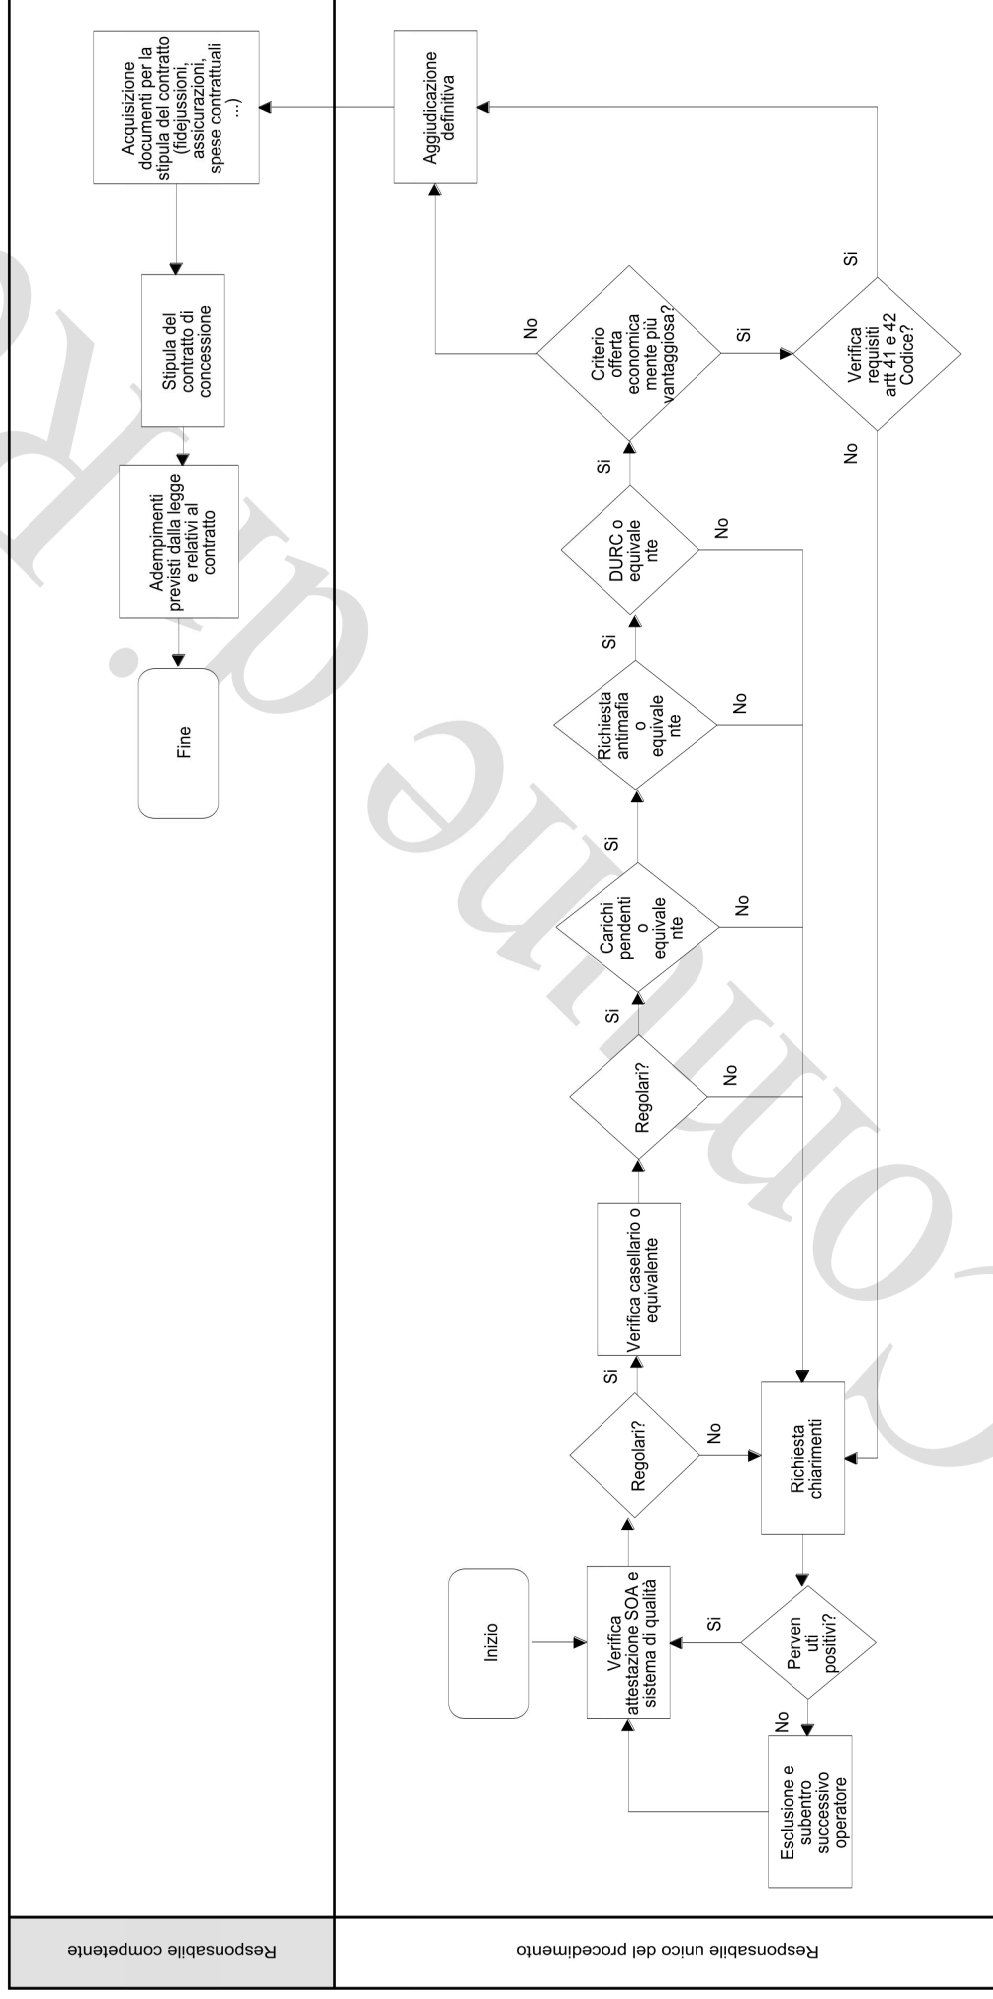 Responsabile competente
Responsabile unico del procedimento
Inizio
Verifica
attestazione SOA e
sistema di qualità
Regolari?
Si
No
Verifica casellario o
equivalente
Regolari?
Si
No
Carichi
pendenti
o
equivale
nte
Si
No
Richiesta
antimafia
o
equivale
nte
Si
No
DURC o
equivale
nte
Si
No
Criterio
offerta
economica
mente più
vantaggiosa?
No
Si
Verifica
requisiti
artt 41 e 42
Codice?
No
Si
Richiesta
chiarimenti
Perven
uti
positivi?
Si
No
Esclusione e
subentro
successivo
operatore
Aggiudicazione
definitiva
Acquisizione
documenti per la
stipula del contratto
(fidejussioni,
assicurazioni,
spese contrattuali
...)
Stipula del
contratto di
concessione
Adempimenti
previsti dalla legge
e relativi al
contratto
Fine
Comune di